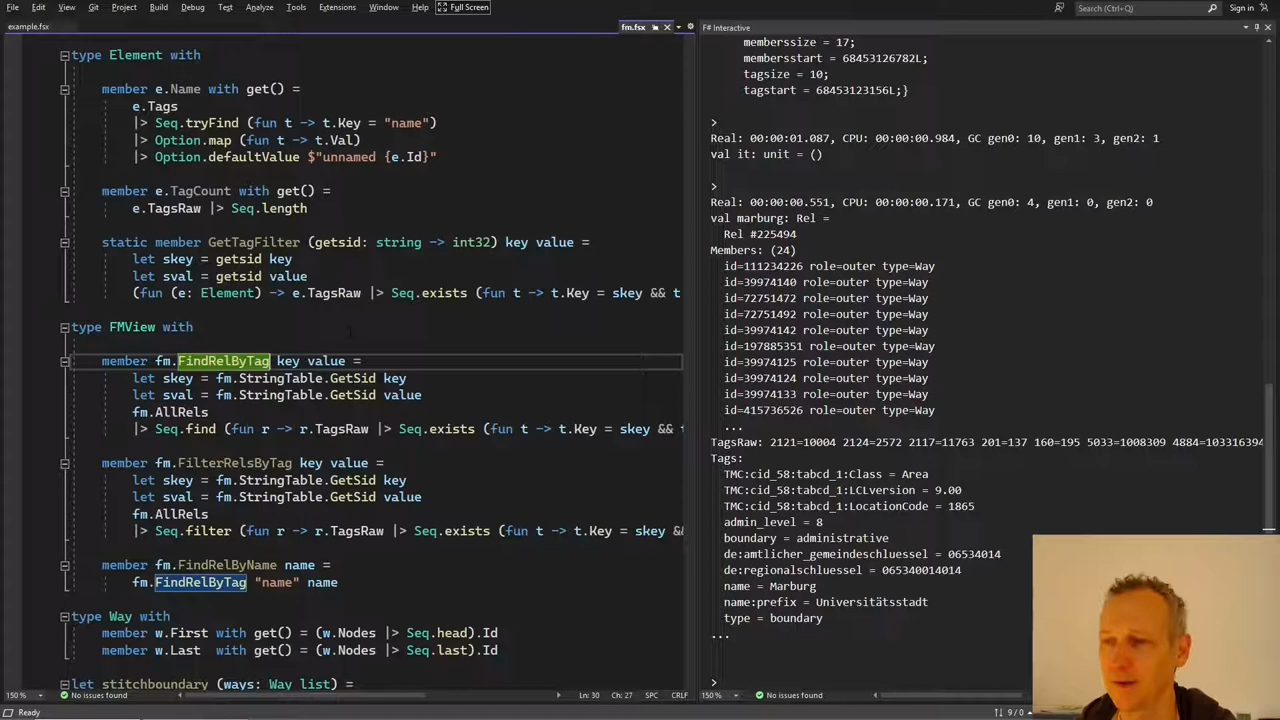 File Edit View Git Project Build Debug Test Analyze Tools Extensions Window Help Full Screen Search (Ctrl+Q) Sign in
example.fsx fm.fsx
type Element with
member e.Name with get() =
e.Tags
|> Seq.tryFind (fun t -> t.Key = "name")
|> Option.map (fun t -> t.Val)
|> Option.defaultValue $"unnamed {e.Id}"
member e.TagCount with get() =
e.TagsRaw |> Seq.length
static member GetTagFilter (getsid: string -> int32) key value =
let skey = getsid key
let sval = getsid value
(fun (e: Element) -> e.TagsRaw |> Seq.exists (fun t -> t.Key = skey && t
type FMView with
member fm.FindRelByTag key value =
let skey = fm.StringTable.GetSid key
let sval = fm.StringTable.GetSid value
fm.AllRels
|> Seq.find (fun r -> r.TagsRaw |> Seq.exists (fun t -> t.Key = skey &&
member fm.FilterRelsByTag key value =
let skey = fm.StringTable.GetSid key
let sval = fm.StringTable.GetSid value
fm.AllRels
|> Seq.filter (fun r -> r.TagsRaw |> Seq.exists (fun t -> t.Key = skey &&
member fm.FindRelByName name =
fm.FindRelByTag "name" name
type Way with
member w.First with get() = (w.Nodes |> Seq.head).Id
member w.Last with get() = (w.Nodes |> Seq.last).Id
let stitchboundary (ways: Way list) =
150 % No issues found Ln: 30 Ch: 27 SPC CRLF
F# Interactive
memberssize = 17;
membersstart = 68453126782L;
tagsize = 10;
tagstart = 68453123156L;}
>
Real: 00:00:01.087, CPU: 00:00:00.984, GC gen0: 10, gen1: 3, gen2: 1
val it: unit = ()
>
Real: 00:00:00.551, CPU: 00:00:00.171, GC gen0: 4, gen1: 0, gen2: 0
val marburg: Rel =
Rel #225494
Members: (24)
id=111234226 role=outer type=Way
id=39974140 role=outer type=Way
id=72751472 role=outer type=Way
id=72751492 role=outer type=Way
id=39974142 role=outer type=Way
id=197885351 role=outer type=Way
id=39974125 role=outer type=Way
id=39974124 role=outer type=Way
id=39974133 role=outer type=Way
id=415736526 role=outer type=Way
...
TagsRaw: 2121=10004 2124=2572 2117=11763 201=137 160=195 5033=1008309 4884=103316394
Tags:
TMC:cid_58:tabcd_1:Class = Area
TMC:cid_58:tabcd_1:LCLversion = 9.00
TMC:cid_58:tabcd_1:LocationCode = 1865
admin_level = 8
boundary = administrative
de:amtlicher_gemeindeschluessel = 06534014
de:regionalschluessel = 065340014014
name = Marburg
name:prefix = Universitätsstadt
type = boundary
...
>
150 % No issues found
Ready 9 / 0